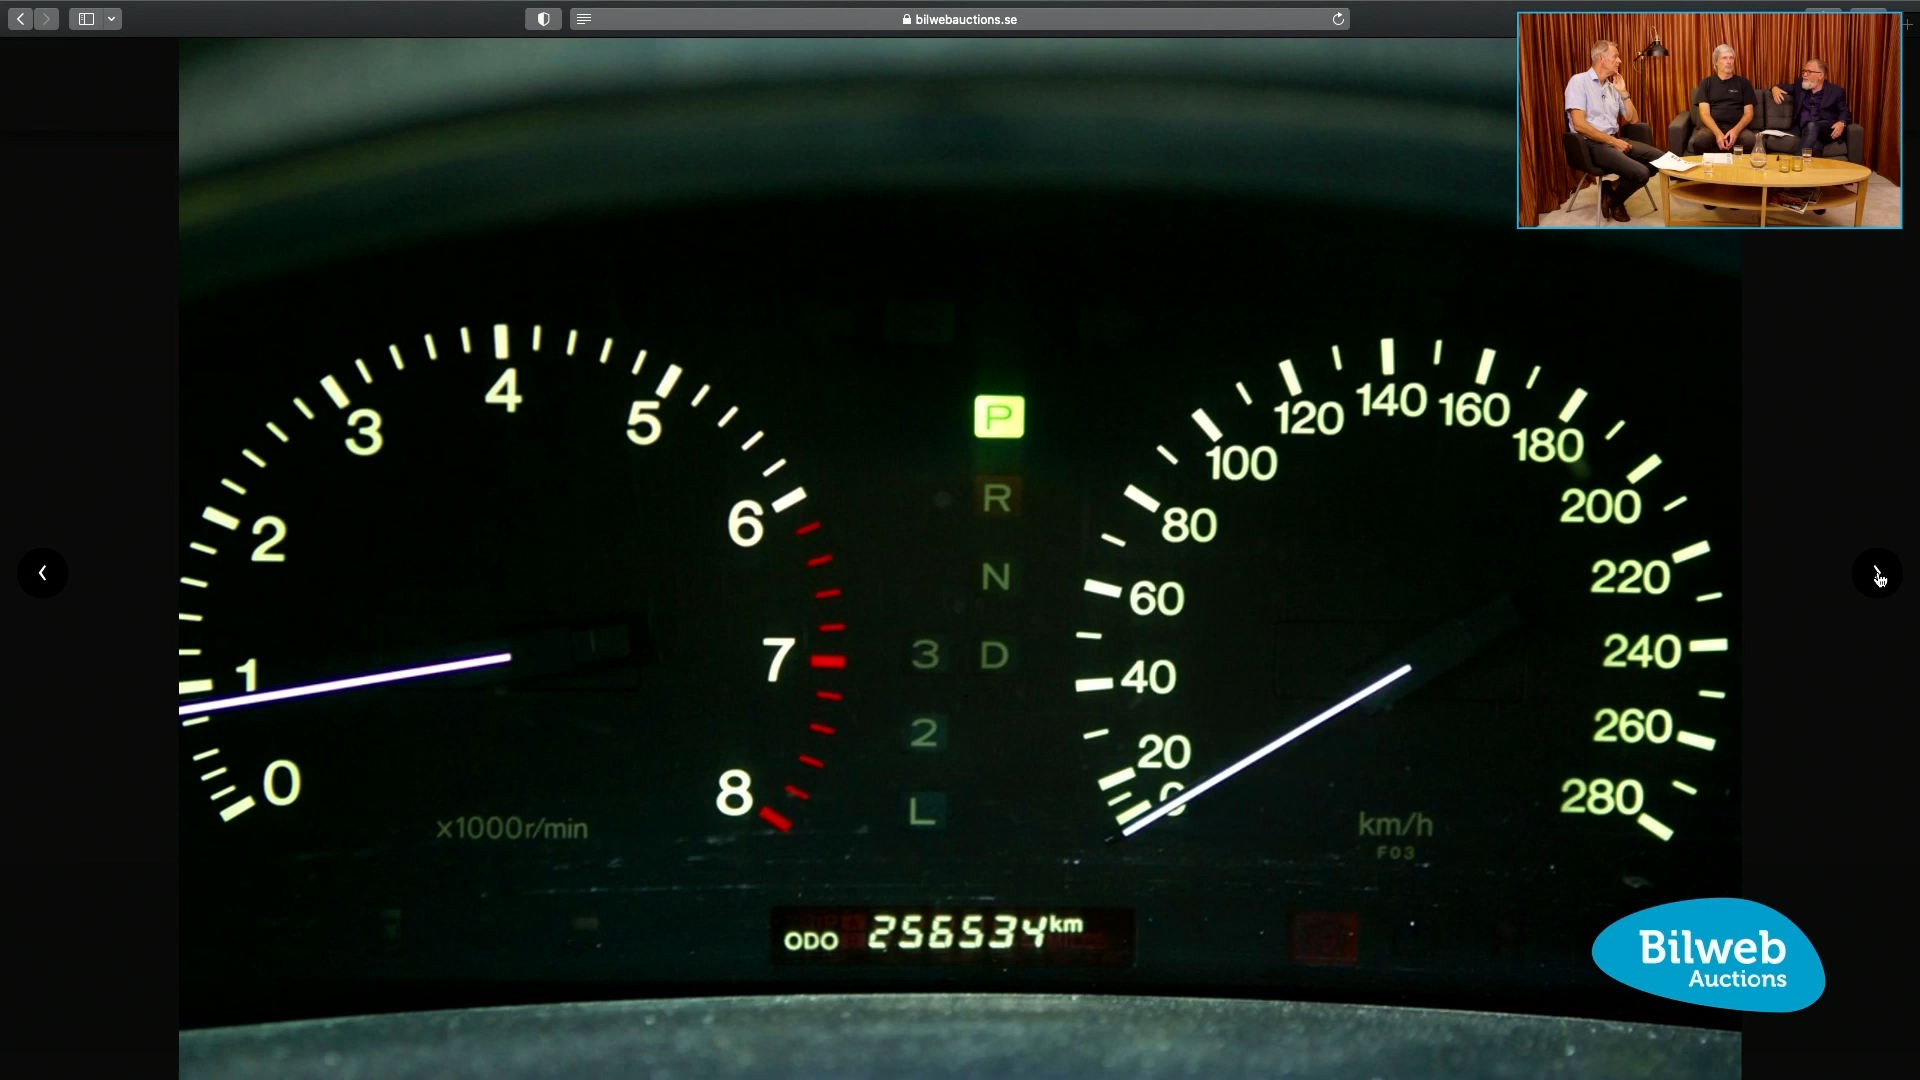 bilwebauctions.se
0
1
2
3
4
5
6
7
8
x1000r/min
P
R
N
3 D
2
L
0
20
40
60
80
100
120
140
160
180
200
220
240
260
280
km/h
F03
ODO 256534km
Bilweb
Auctions